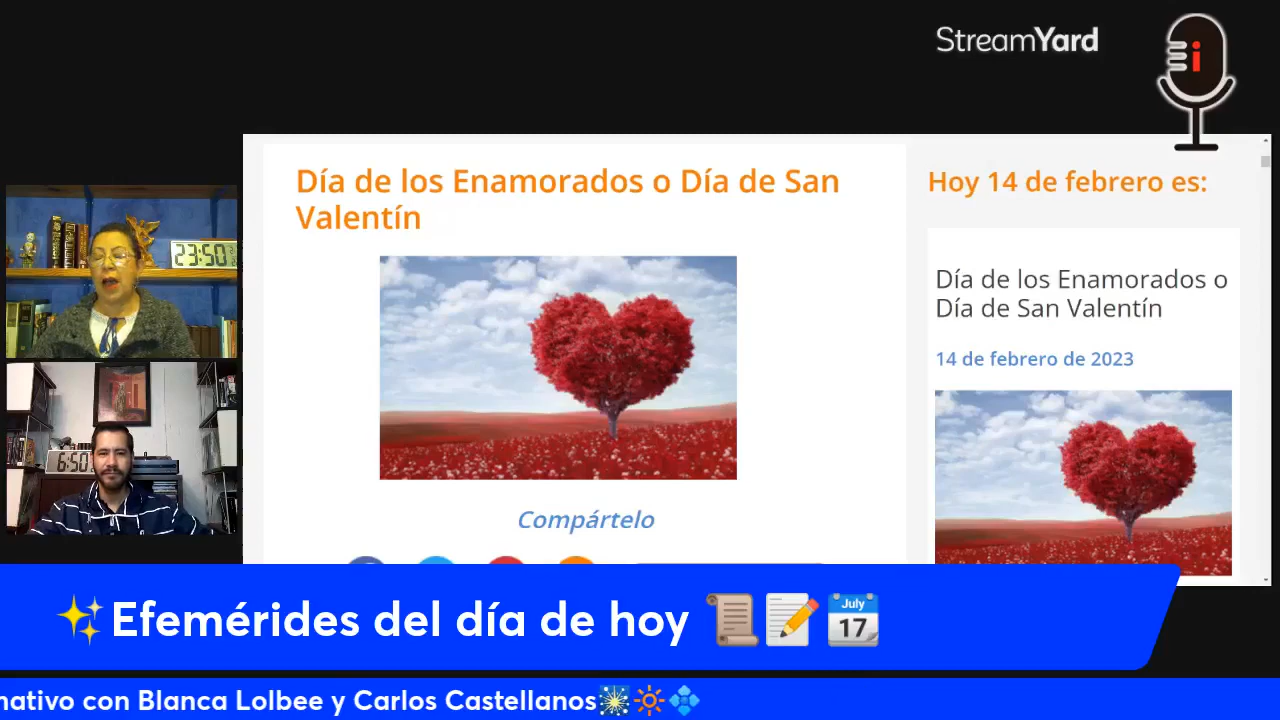 StreamYard
i
Día de los Enamorados o Día de San
Valentín
Hoy 14 de febrero es:
Día de los Enamorados o
Día de San Valentín
14 de febrero de 2023
23:50
6:50
Compártelo
Efemérides del día de hoy
July
17
nativo con Blanca Lolbee y Carlos Castellanos